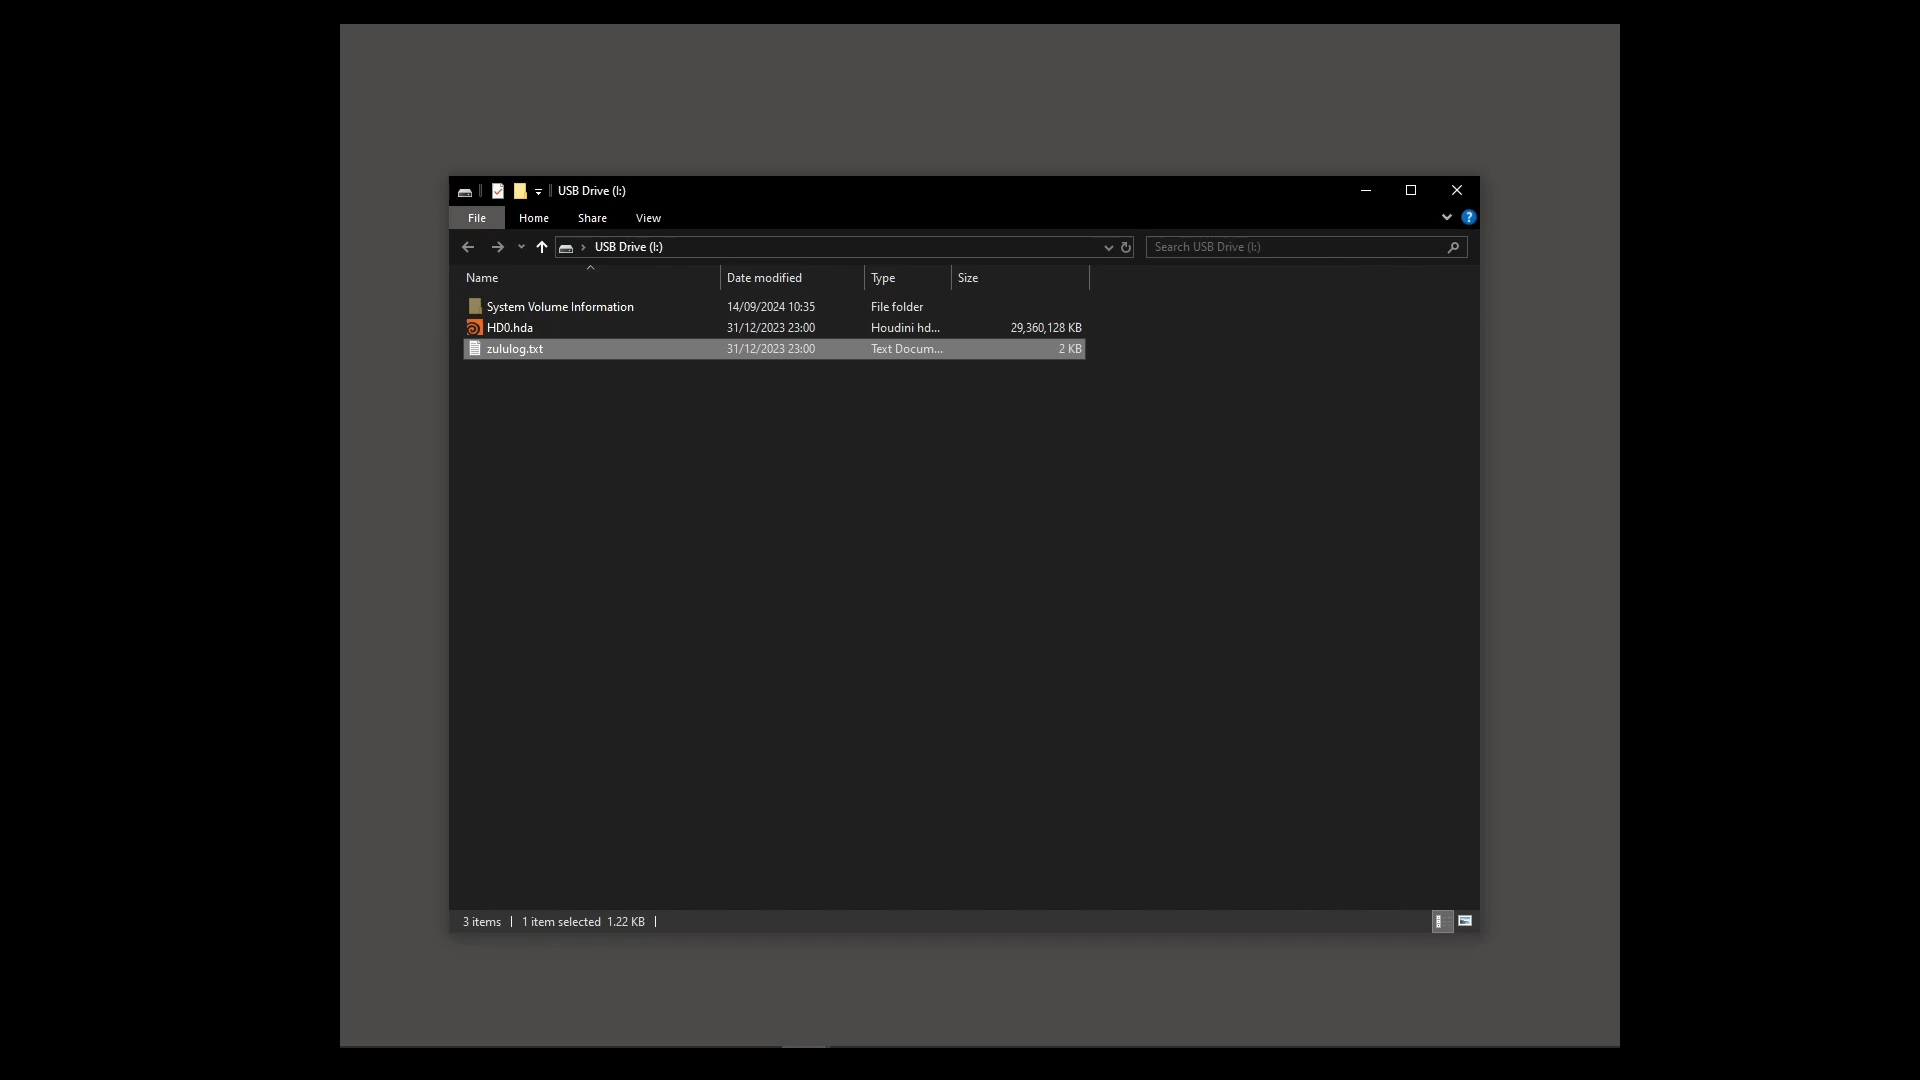 USB Drive (I:)
File Home Share View
?
USB Drive (I:) Search USB Drive (I:)
Name Date modified Type Size
System Volume Information 14/09/2024 10:35 File folder
HD0.hda 31/12/2023 23:00 Houdini hd... 29,360,128 KB
zululog.txt 31/12/2023 23:00 Text Docum... 2 KB
3 items 1 item selected 1.22 KB